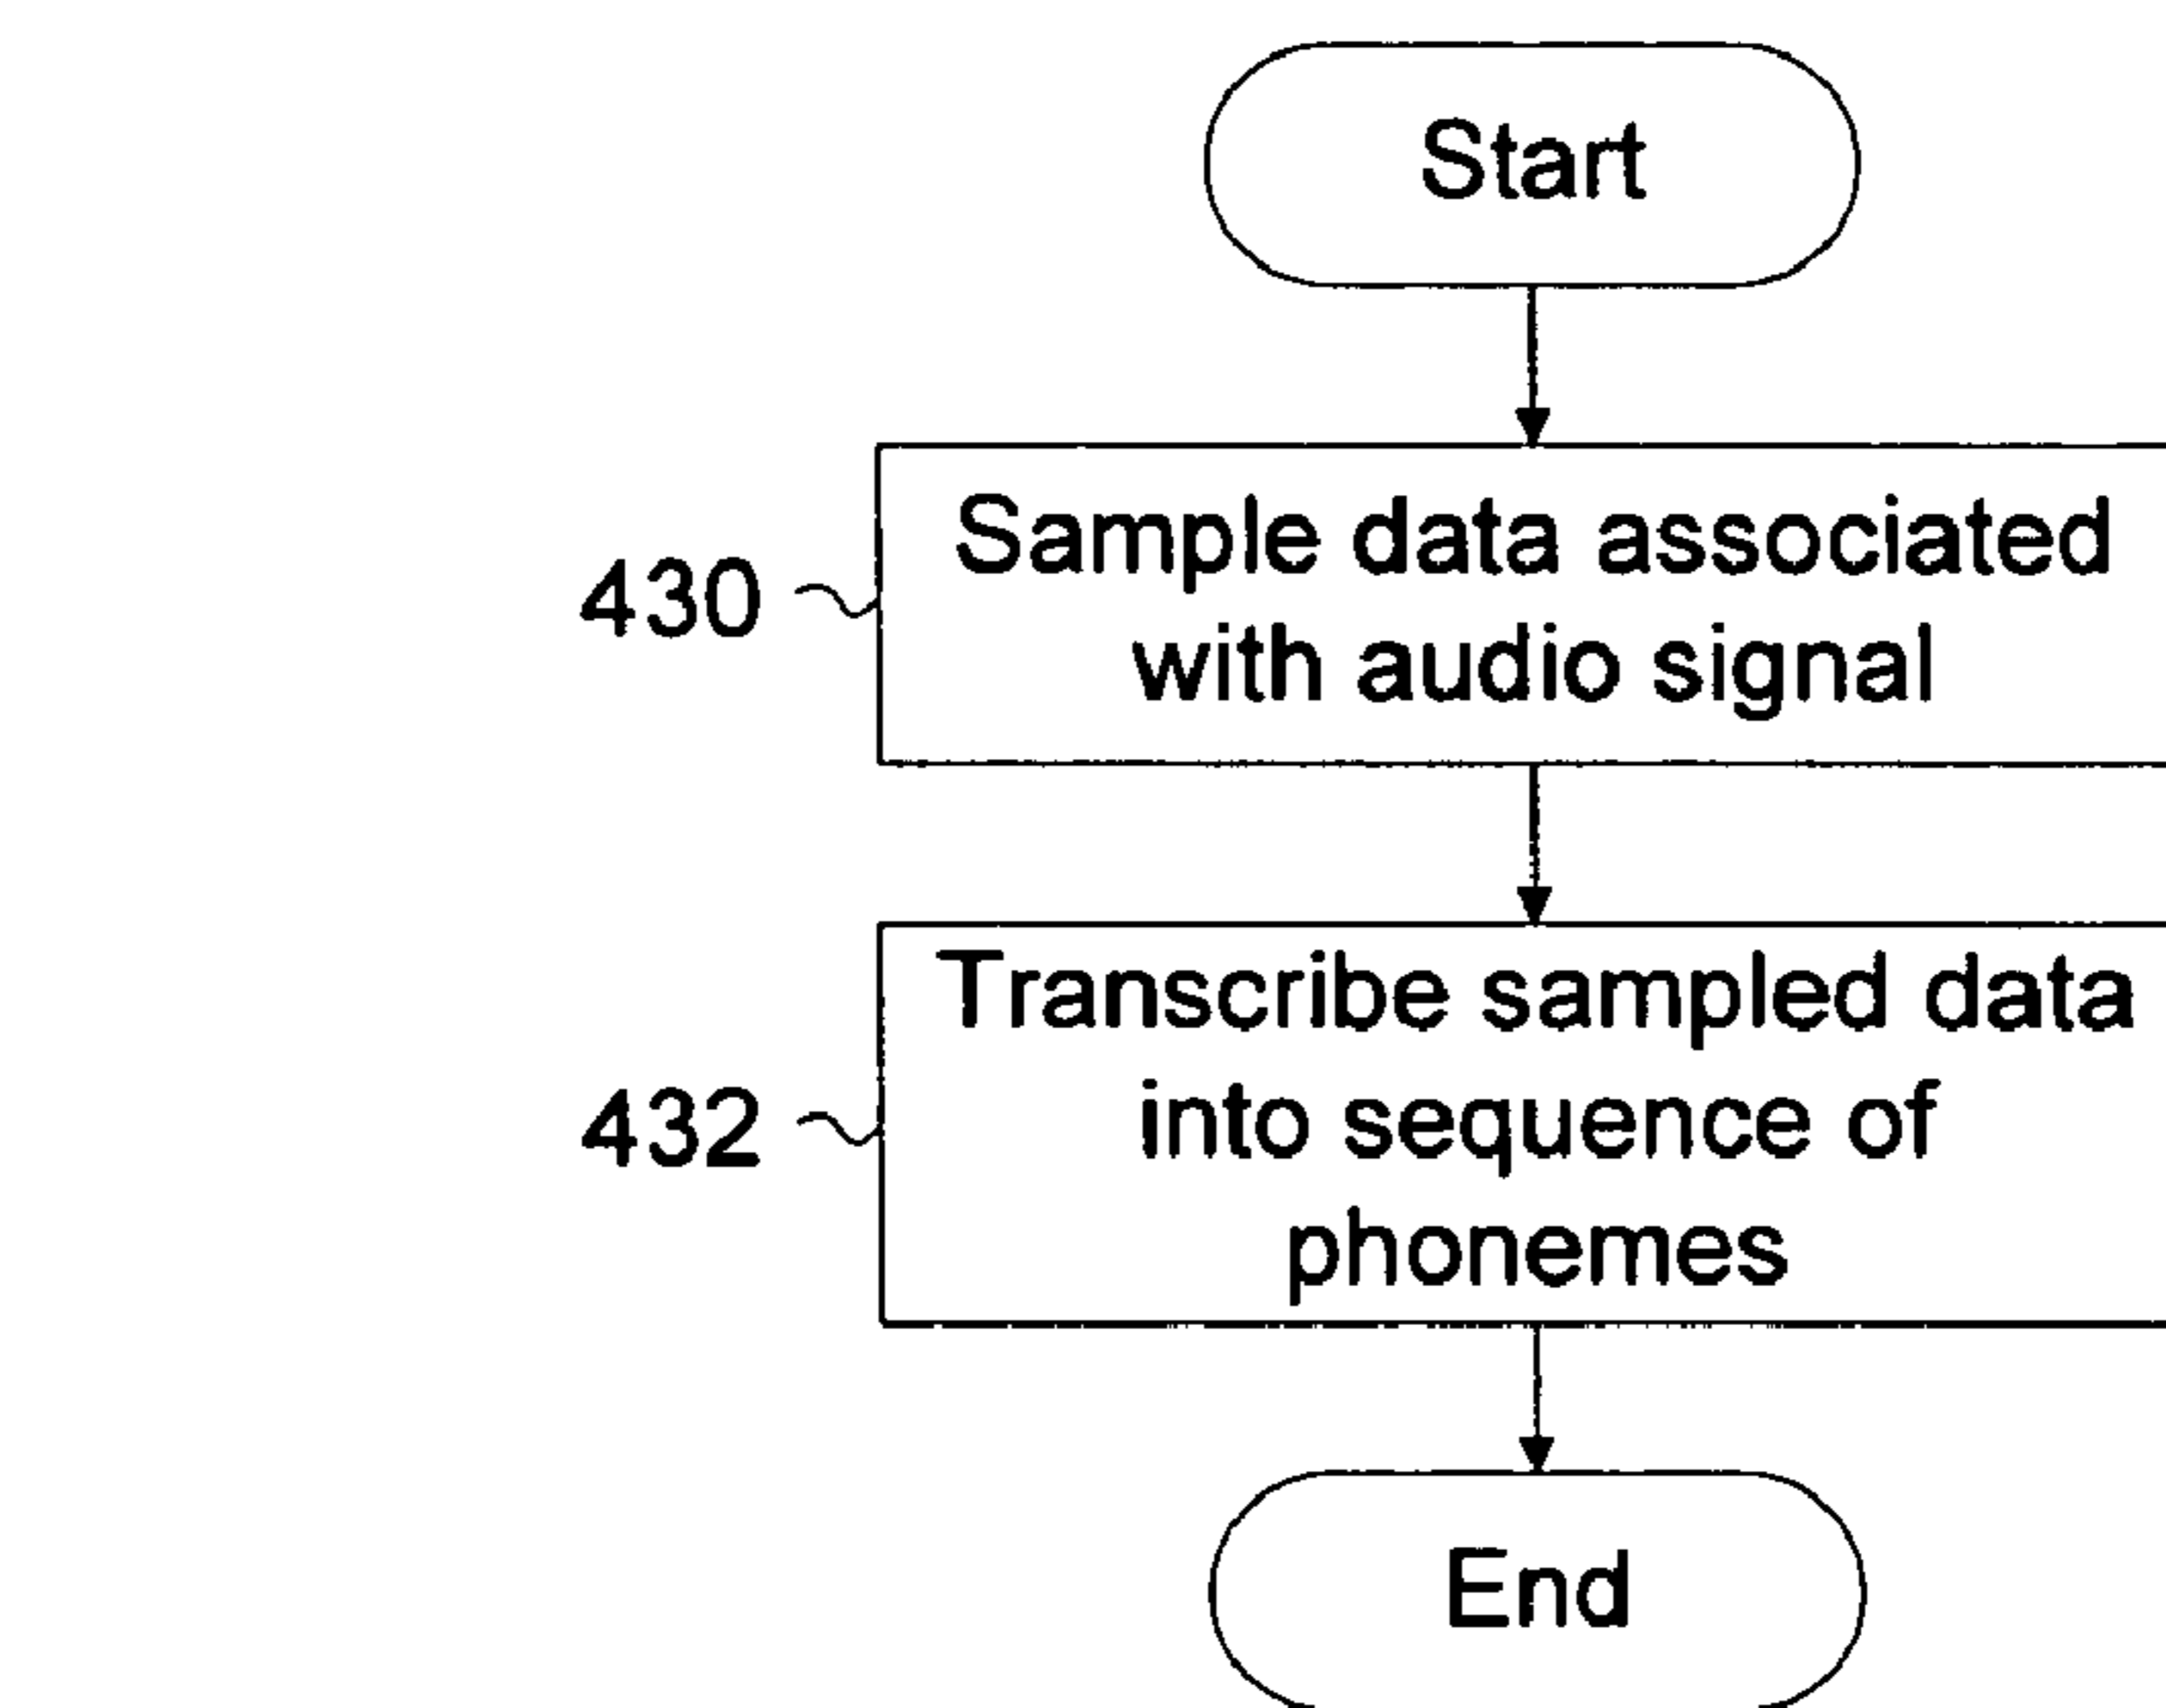 Start
430
Sample data associated
with audio signal
432
Transcribe sampled data
into sequence of
phonemes
End